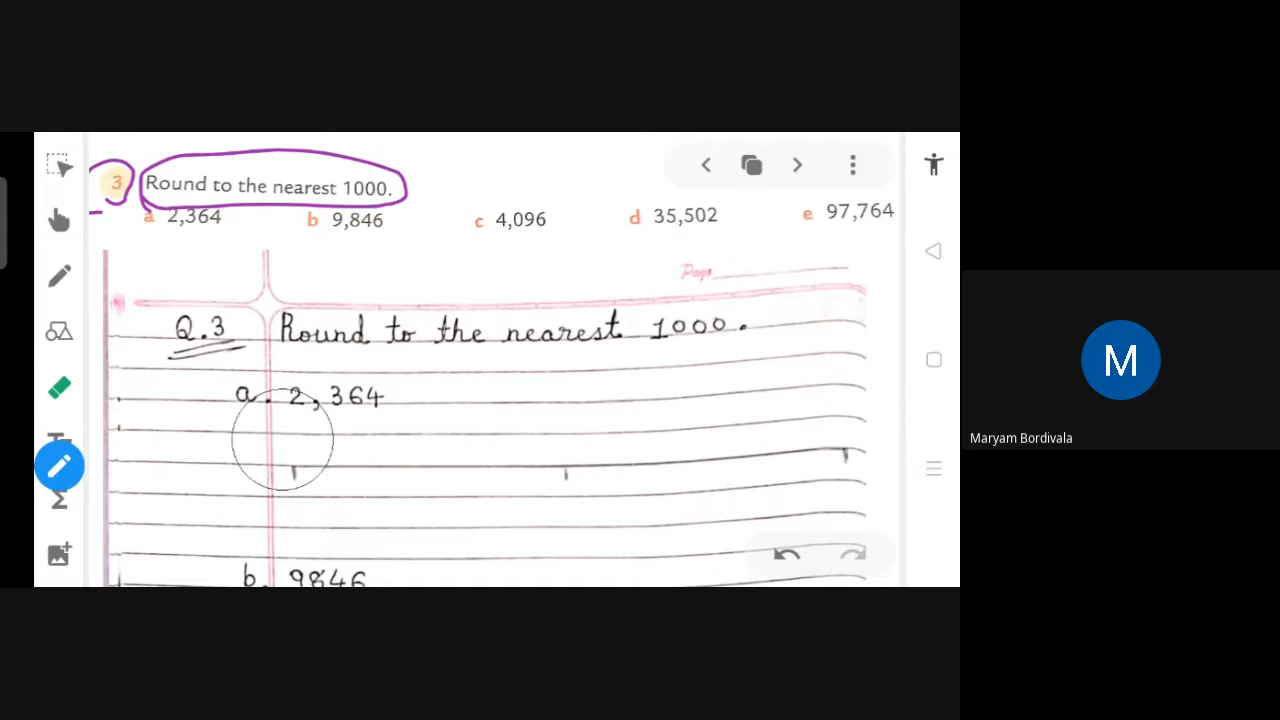 3 Round to the nearest 1000.
a 2,364 b 9,846 c 4,096 d 35,502 e 97,764
Page
Q.3 Round to the nearest 1000.
a. 2,364
b. 9846
M
Maryam Bordivala